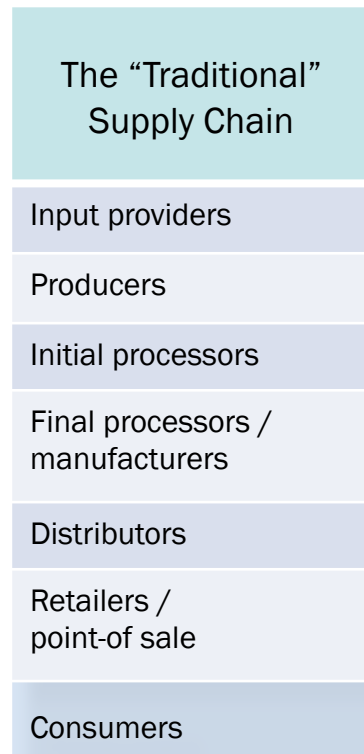 The “Traditional”
Supply Chain
Input providers
Producers
Initial processors
Final processors /
manufacturers
Distributors
Retailers /
point-of sale
Consumers